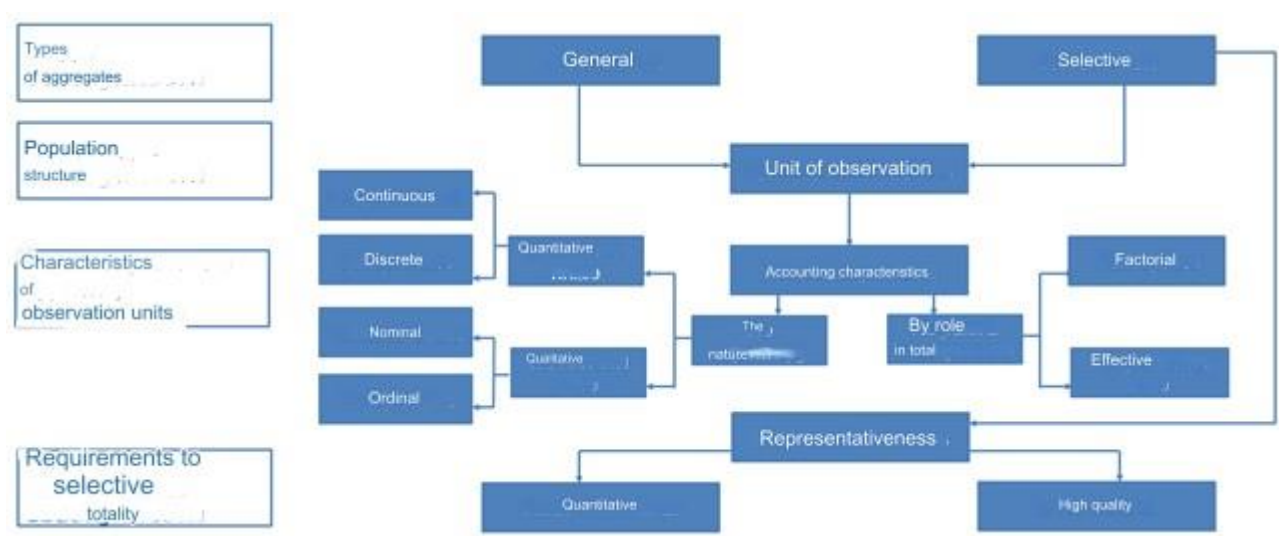 Types
of aggregates
Population
structure
Characteristics
of
observation units
Requirements to
selective
totality
General
Selective
Unit of observation
Continuous
Discrete
Quantitative
Accounting characteristics
Factorial
Nominal
Ordinal
Qualitative
The
nature
By role
in total
Effective
Representativeness
Quantitative
High quality